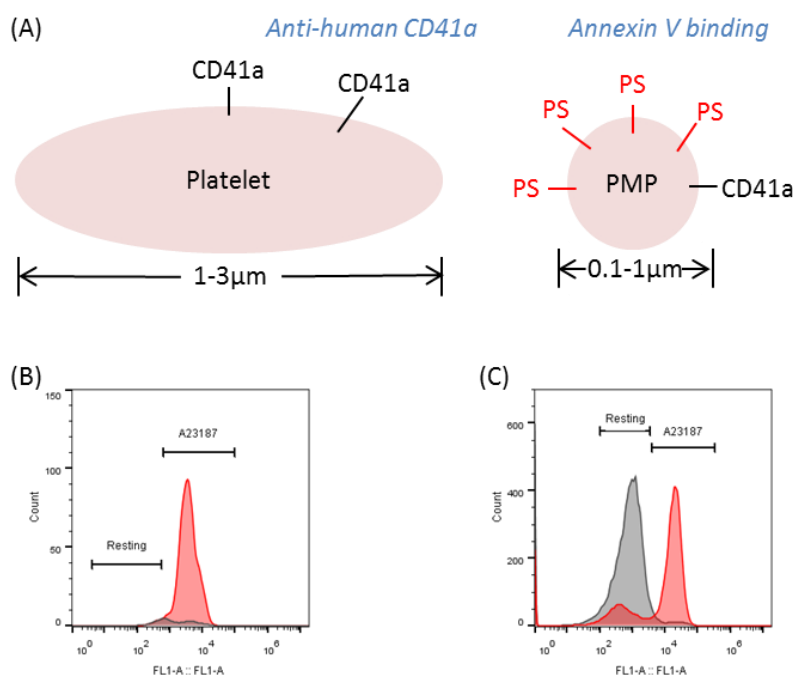 (A)
Anti-human CD41a
Annexin V binding
CD41a
CD41a
Platelet
1-3µm
PS
PS
PS
PS
PMP
CD41a
0.1-1µm
(B)
150
100
50
0
Count
A23187
Resting
10^0
10^2
10^4
10^6
FL1-A :: FL1-A
(C)
600
400
200
0
Count
Resting
A23187
10^0
10^2
10^4
10^6
FL1-A :: FL1-A